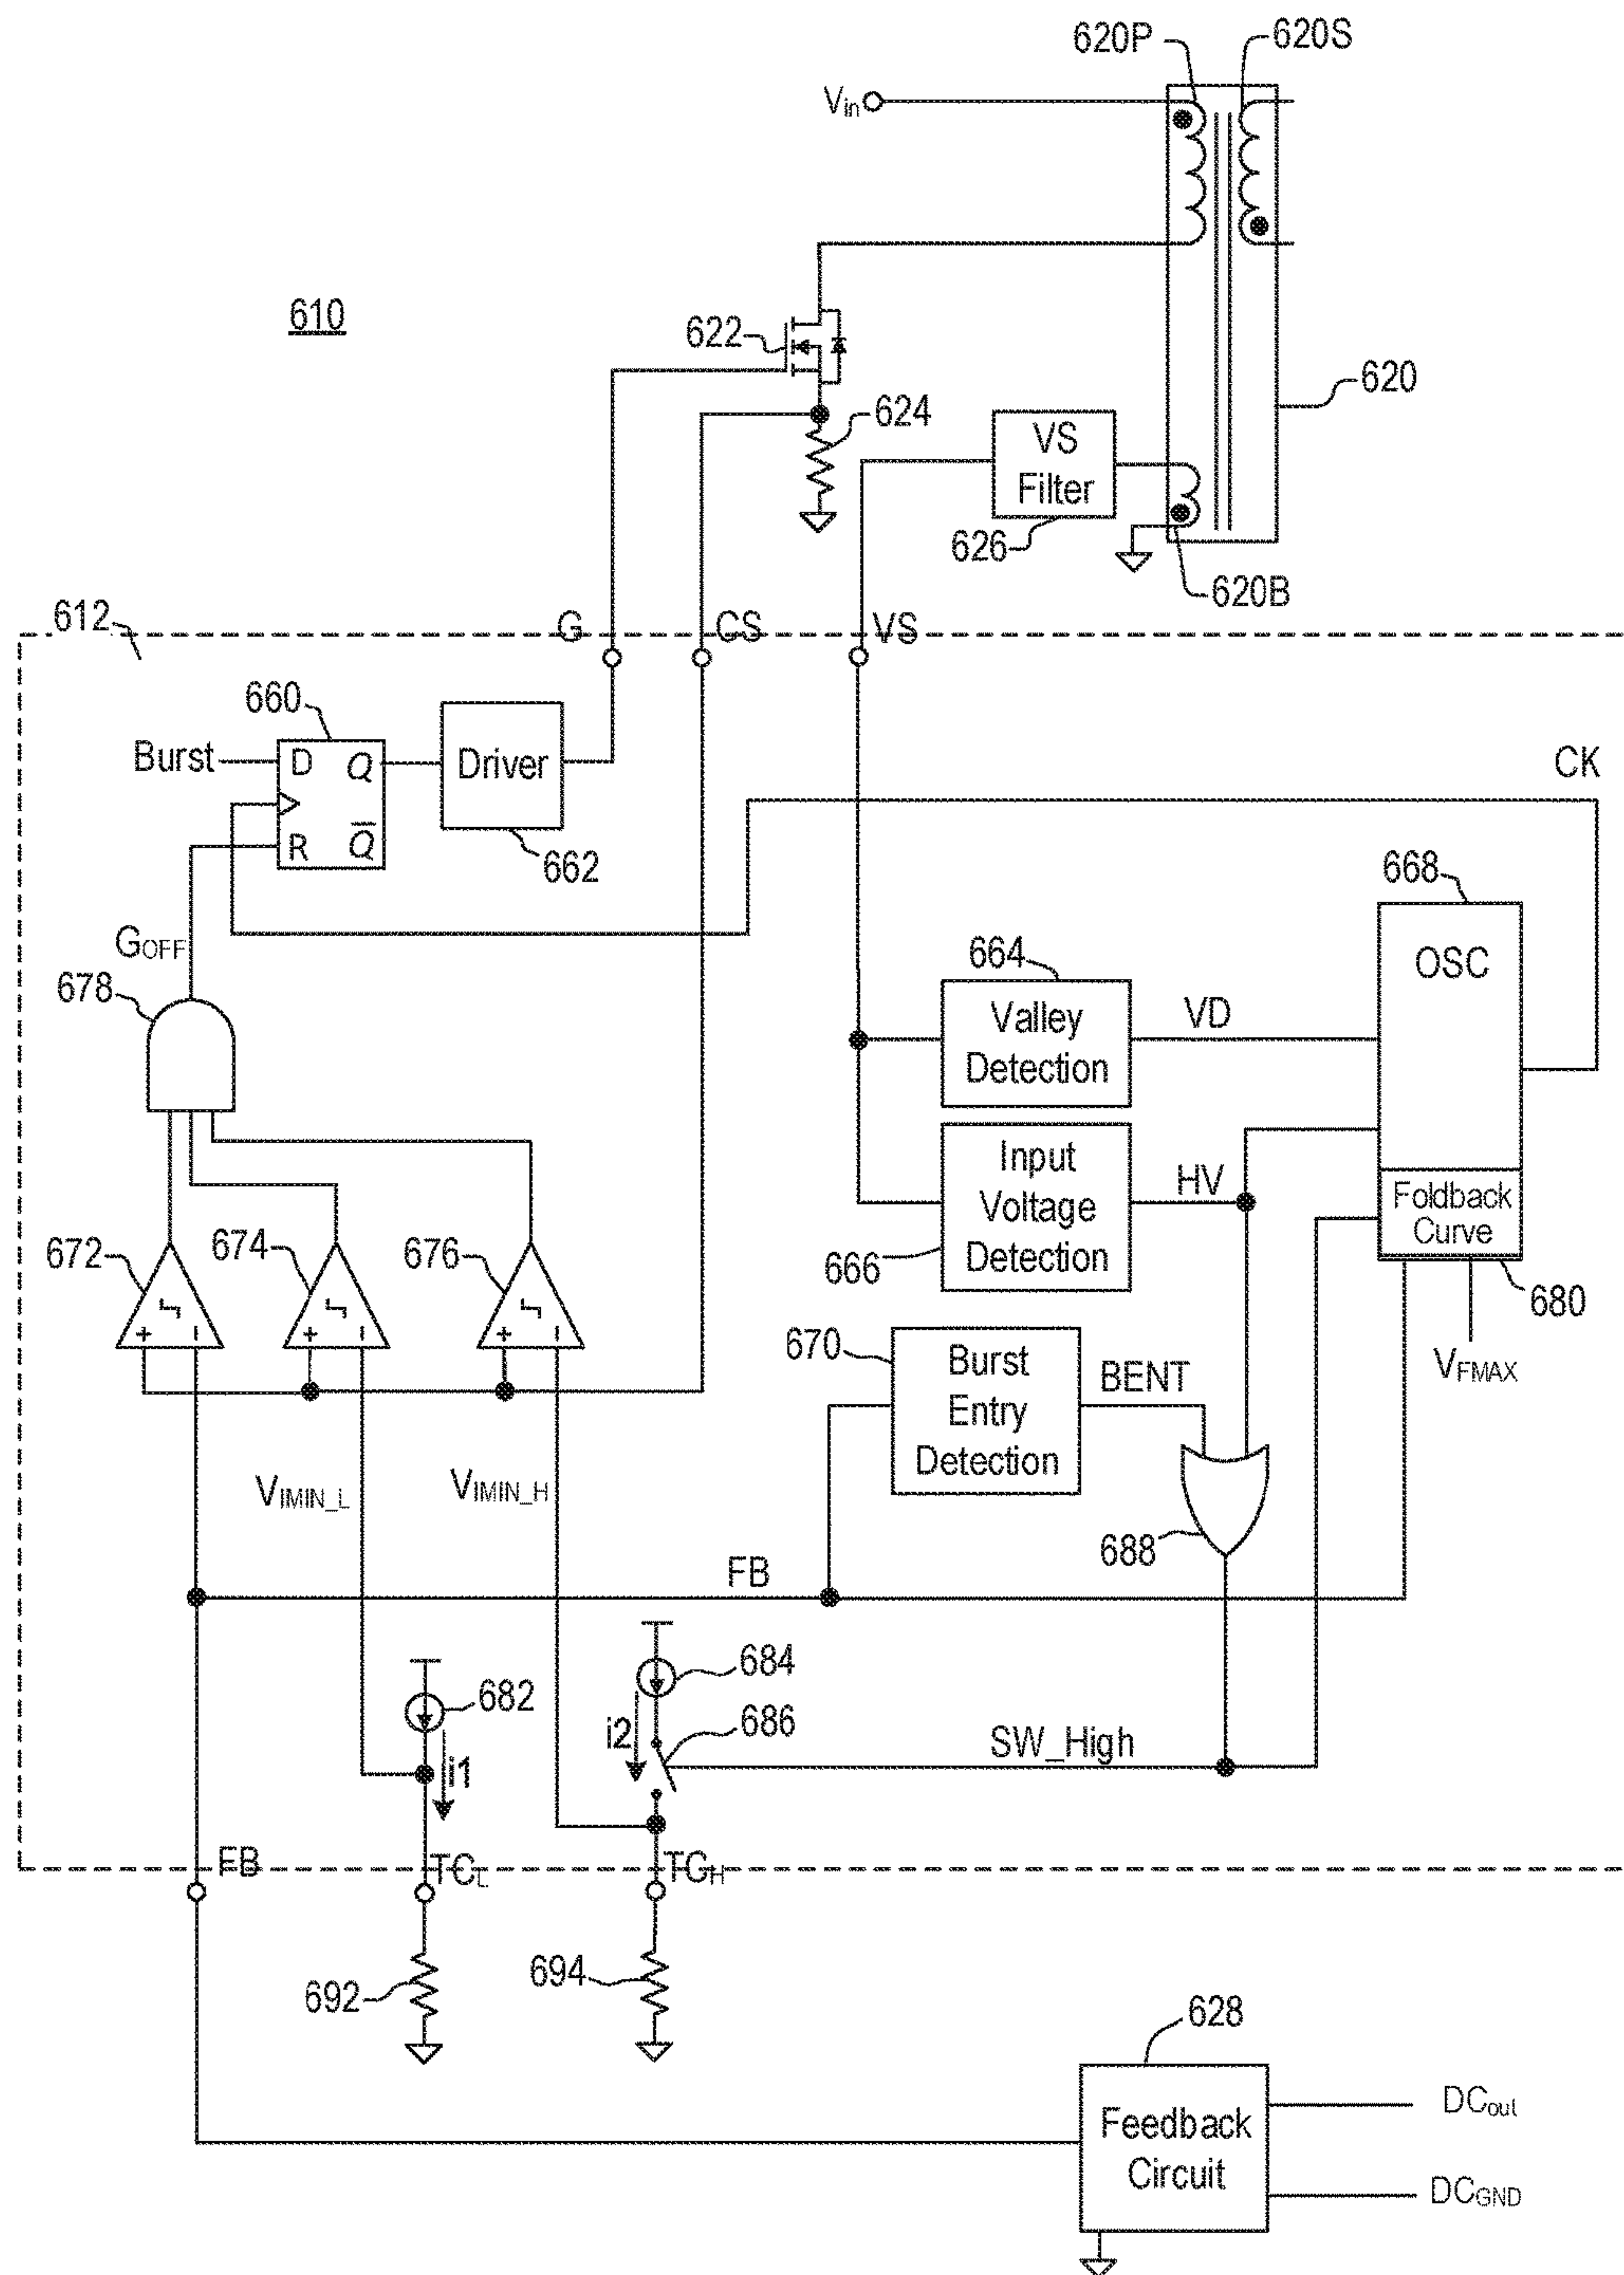 620P
620S
Vin
610
622
624
620
VS
Filter
626
620B
612
G
CS
VS
660
Burst
D
Q
R
Q̅
Driver
662
CK
668
OSC
GOFF
678
664
Valley
Detection
VD
Input
Voltage
Detection
HV
666
Foldback
Curve
680
VFMAX
672
674
676
+
−
+
−
+
−
670
Burst
Entry
Detection
BENT
688
VIMIN_L
VIMIN_H
FB
682
i1
684
i2
686
SW_High
FB
TCL
TCH
692
694
628
Feedback
Circuit
DCout
DCGND